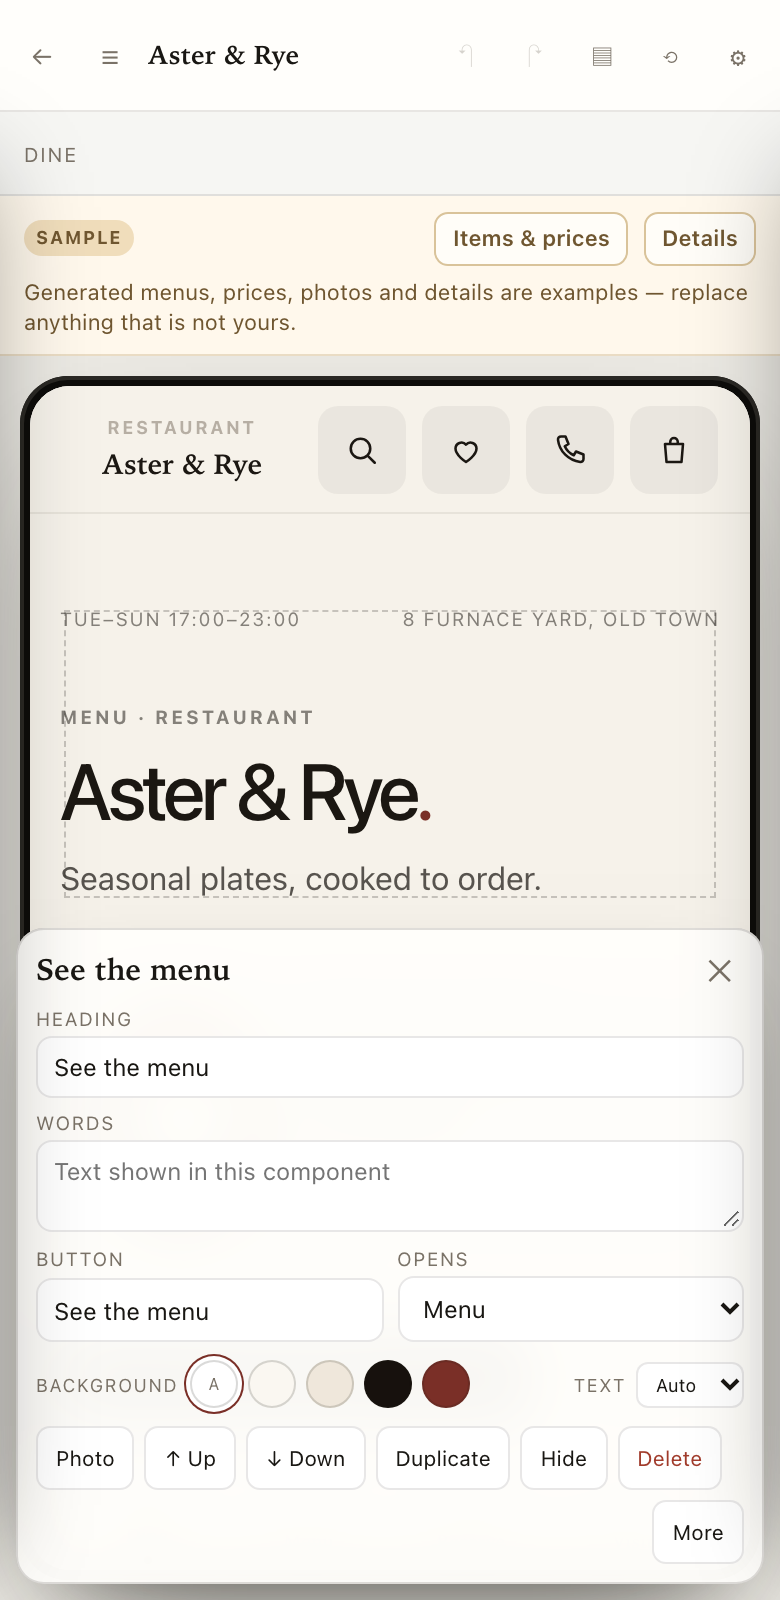 Aster & Rye
DINE
SAMPLE
Items & prices
Details
Generated menus, prices, photos and details are examples — replace
anything that is not yours.
RESTAURANT
Aster & Rye
TUE–SUN 17:00–23:00
8 FURNACE YARD, OLD TOWN
MENU · RESTAURANT
Aster & Rye.
Seasonal plates, cooked to order.
See the menu
HEADING
See the menu
WORDS
Text shown in this component
BUTTON
OPENS
See the menu
Menu
BACKGROUND
A
TEXT
Auto
Photo
↑ Up
↓ Down
Duplicate
Hide
Delete
More